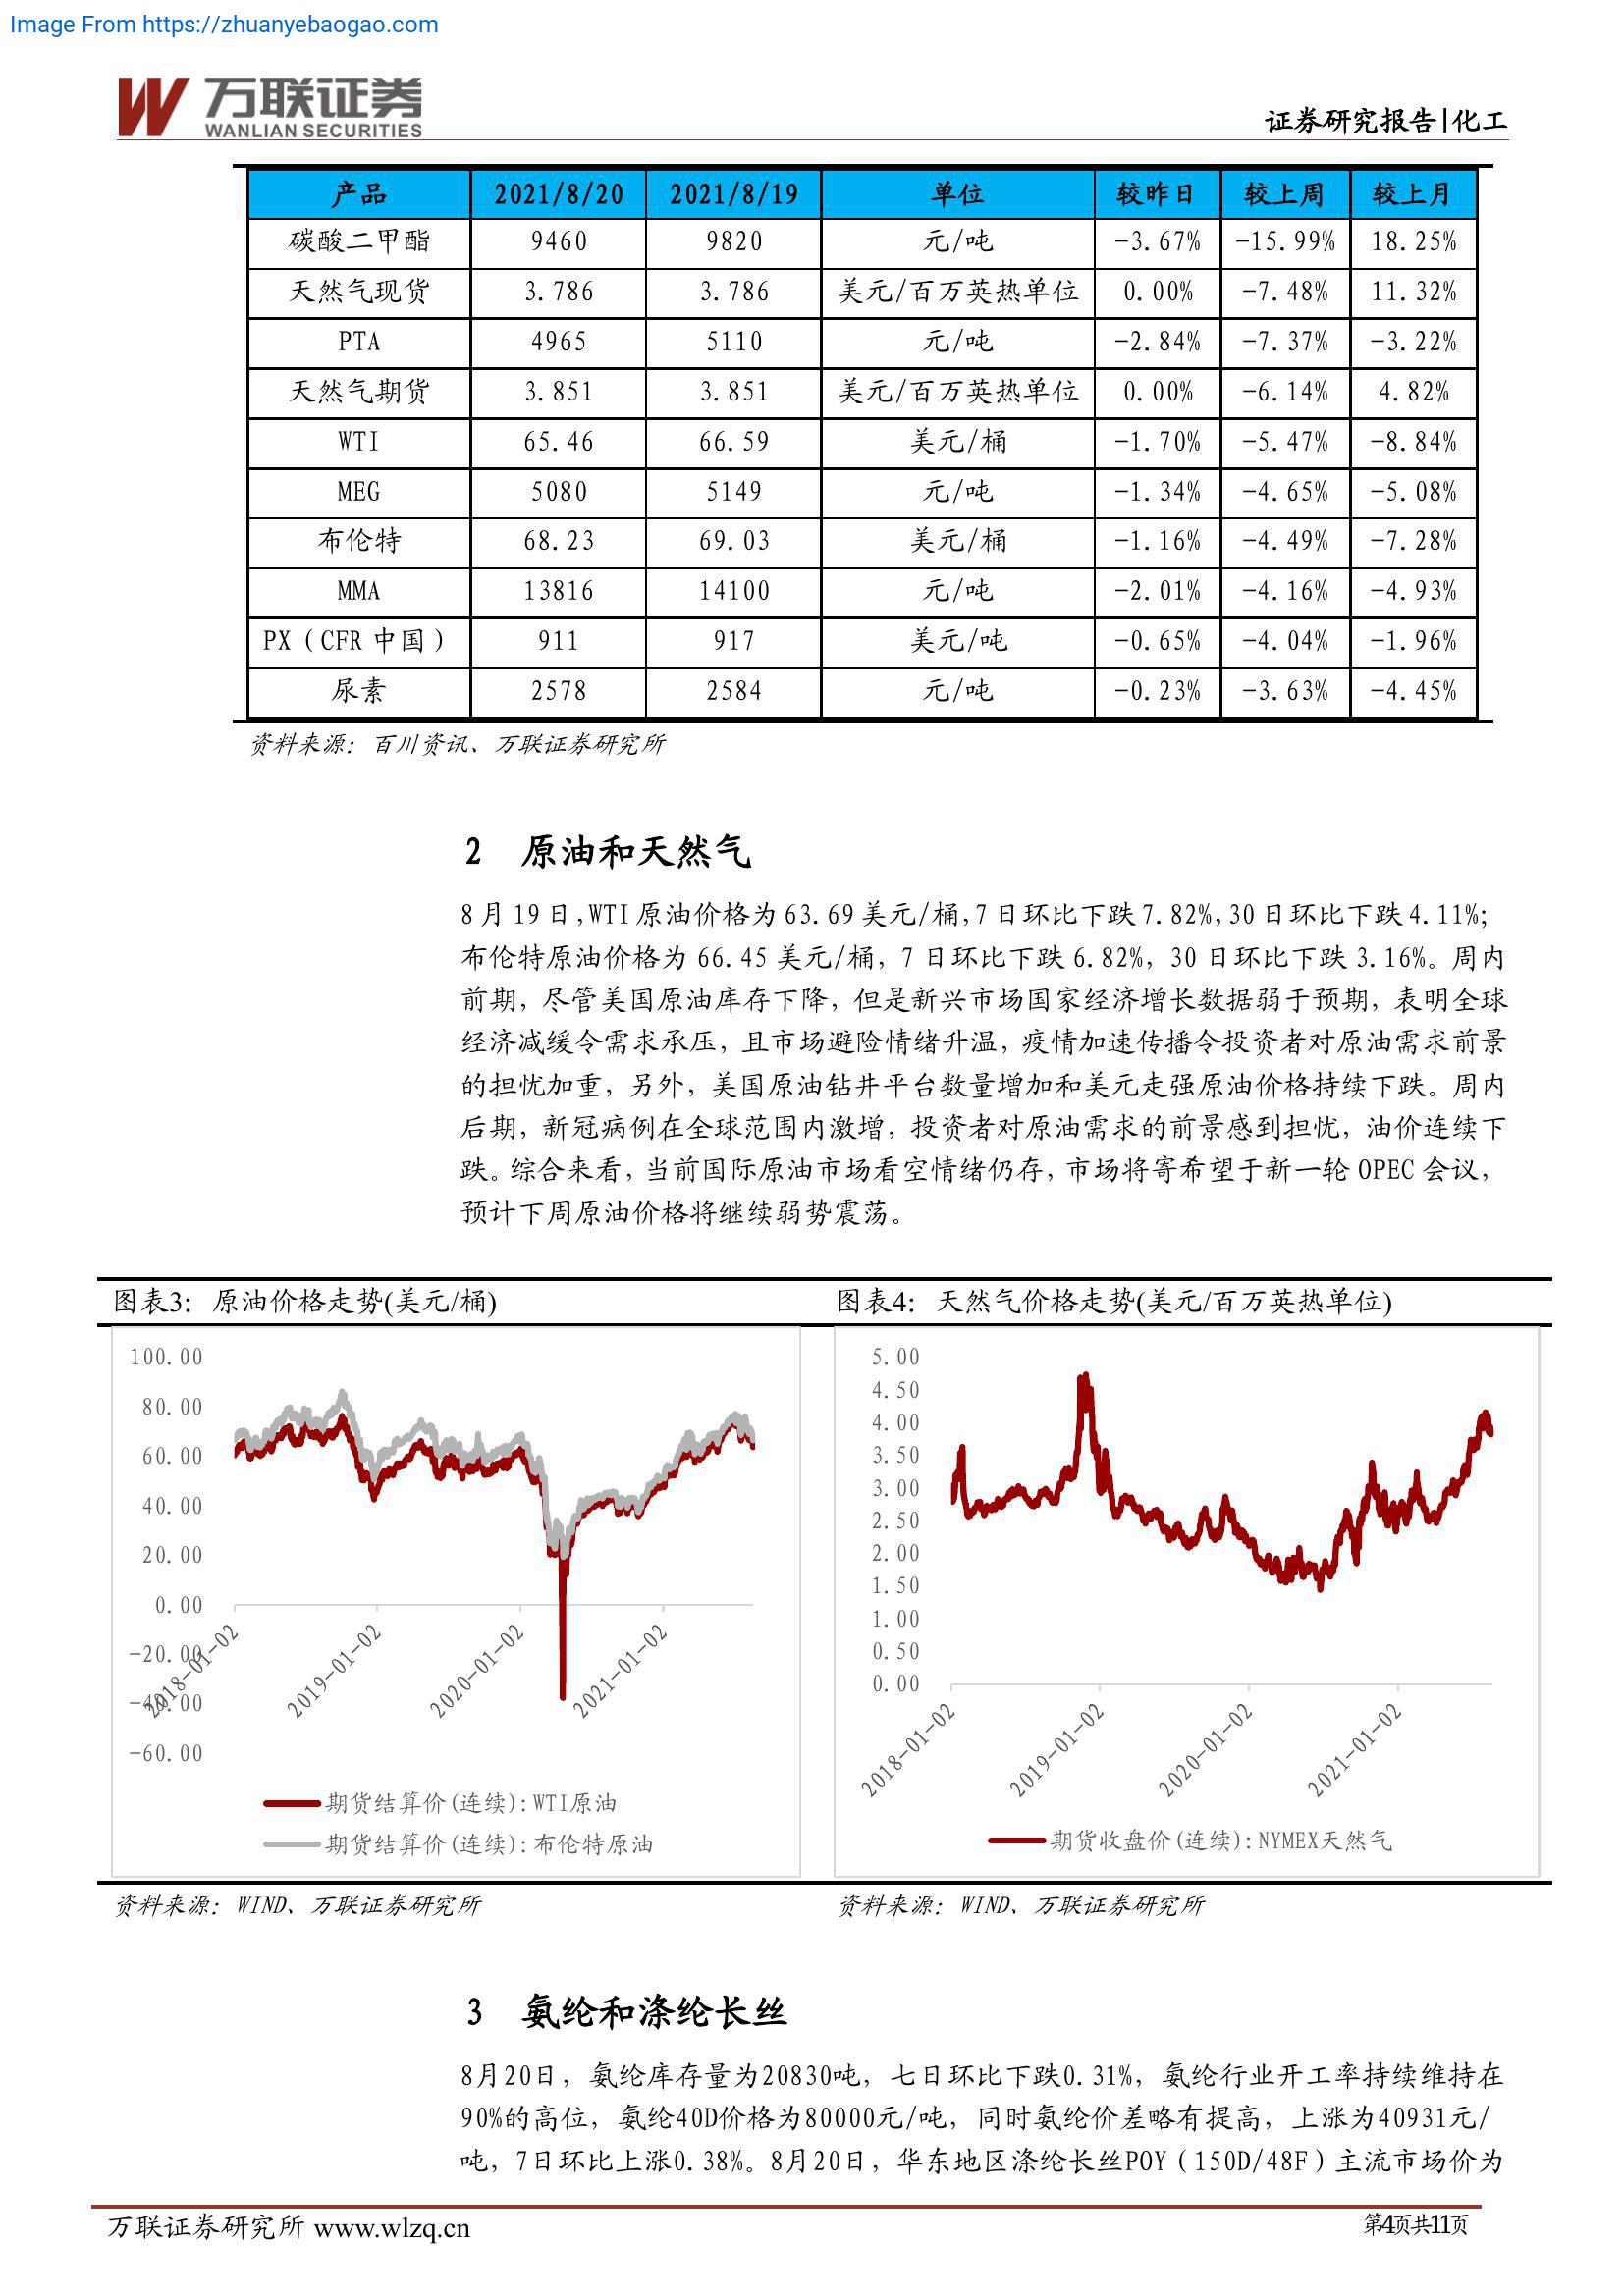 Image From https://zhuanyebaogao.com
万联证券
WANLIAN SECURITIES
证券研究报告|化工
产品 2021/8/20 2021/8/19 单位 较昨日 较上周 较上月
碳酸二甲酯 9460 9820 元/吨 -3.67% -15.99% 18.25%
天然气现货 3.786 3.786 美元/百万英热单位 0.00% -7.48% 11.32%
PTA 4965 5110 元/吨 -2.84% -7.37% -3.22%
天然气期货 3.851 3.851 美元/百万英热单位 0.00% -6.14% 4.82%
WTI 65.46 66.59 美元/桶 -1.70% -5.47% -8.84%
MEG 5080 5149 元/吨 -1.34% -4.65% -5.08%
布伦特 68.23 69.03 美元/桶 -1.16% -4.49% -7.28%
MMA 13816 14100 元/吨 -2.01% -4.16% -4.93%
PX（CFR 中国） 911 917 美元/吨 -0.65% -4.04% -1.96%
尿素 2578 2584 元/吨 -0.23% -3.63% -4.45%
资料来源：百川资讯、万联证券研究所
2 原油和天然气
8 月 19 日,WTI 原油价格为 63.69 美元/桶,7 日环比下跌 7.82%,30 日环比下跌 4.11%;
布伦特原油价格为 66.45 美元/桶，7 日环比下跌 6.82%，30 日环比下跌 3.16%。周内
前期，尽管美国原油库存下降，但是新兴市场国家经济增长数据弱于预期，表明全球
经济减缓令需求承压，且市场避险情绪升温，疫情加速传播令投资者对原油需求前景
的担忧加重，另外，美国原油钻井平台数量增加和美元走强原油价格持续下跌。周内
后期，新冠病例在全球范围内激增，投资者对原油需求的前景感到担忧，油价连续下
跌。综合来看，当前国际原油市场看空情绪仍存，市场将寄希望于新一轮 OPEC 会议，
预计下周原油价格将继续弱势震荡。
图表3：原油价格走势(美元/桶)
100.00
80.00
60.00
40.00
20.00
0.00
-20.00
-40.00
-60.00
2018-01-02
2019-01-02
2020-01-02
2021-01-02
期货结算价(连续):WTI原油
期货结算价(连续):布伦特原油
资料来源：WIND、万联证券研究所
图表4：天然气价格走势(美元/百万英热单位)
5.00
4.50
4.00
3.50
3.00
2.50
2.00
1.50
1.00
0.50
0.00
2018-01-02
2019-01-02
2020-01-02
2021-01-02
期货收盘价(连续):NYMEX天然气
资料来源：WIND、万联证券研究所
3 氨纶和涤纶长丝
8月20日，氨纶库存量为20830吨，七日环比下跌0.31%，氨纶行业开工率持续维持在
90%的高位，氨纶40D价格为80000元/吨，同时氨纶价差略有提高，上涨为40931元/
吨，7日环比上涨0.38%。8月20日，华东地区涤纶长丝POY（150D/48F）主流市场价为
万联证券研究所 www.wlzq.cn
第4页共11页